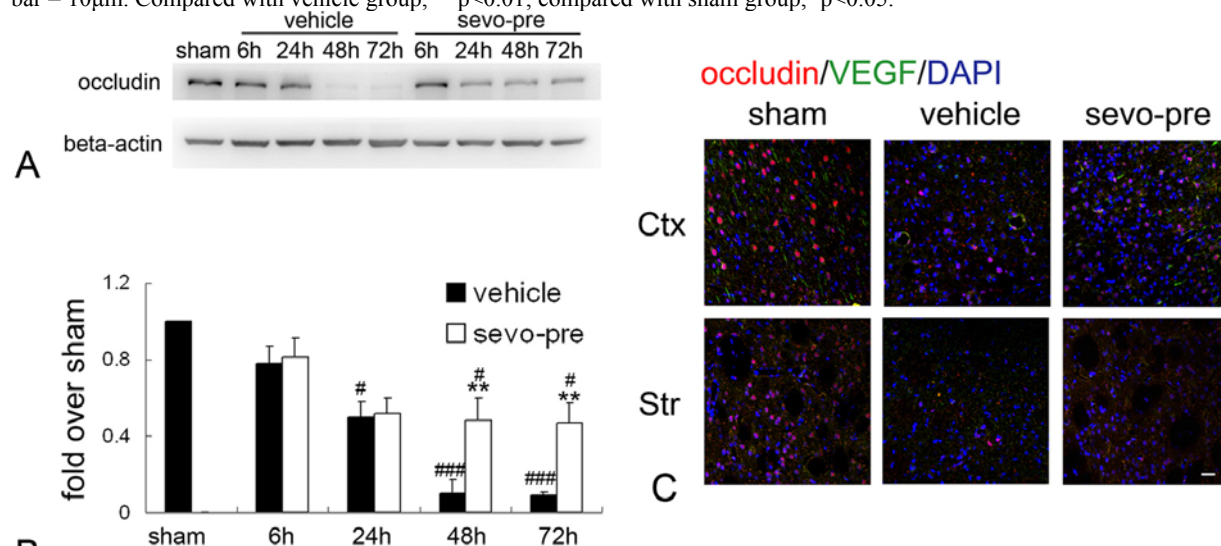 bar = 10μm. Compared with vehicle group, ** p<0.01; compared with sham group, #p<0.05.
vehicle sevo-pre
sham 6h 24h 48h 72h 6h 24h 48h 72h
occludin
beta-actin
A
fold over sham
1.2
0.8
0.4
0
vehicle
sevo-pre
#
###
#
**
###
#
**
sham 6h 24h 48h 72h
occludin/VEGF/DAPI
sham vehicle sevo-pre
Ctx
Str
C